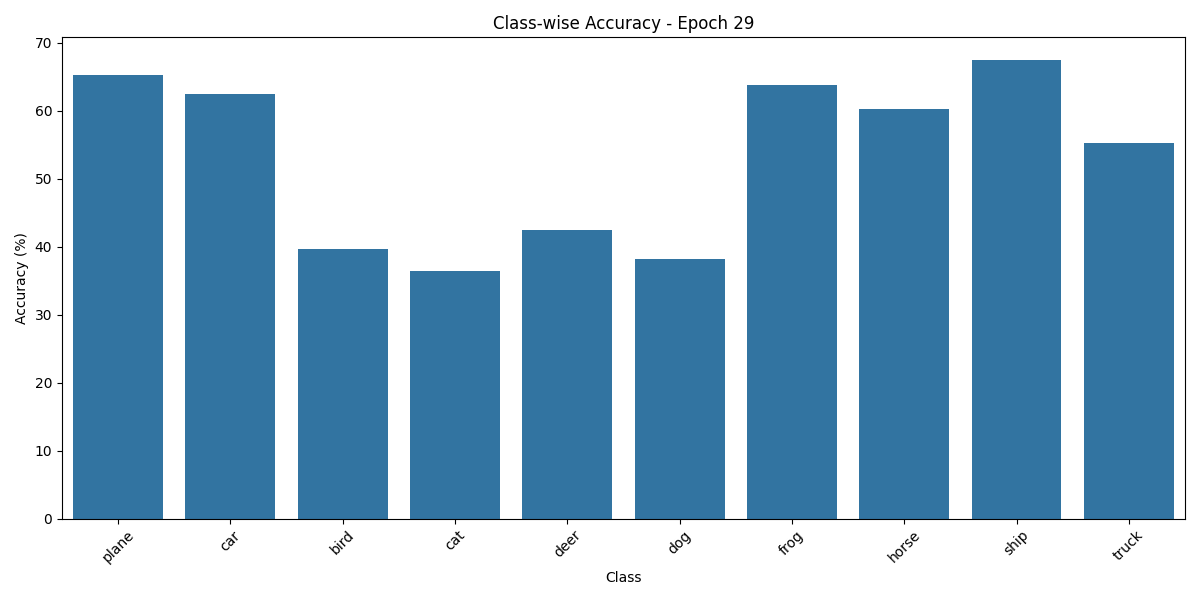 Class-wise Accuracy - Epoch 29
70
60
50
40
30
20
10
0
Accuracy (%)
plane
car
bird
cat
deer
dog
frog
horse
ship
truck
Class